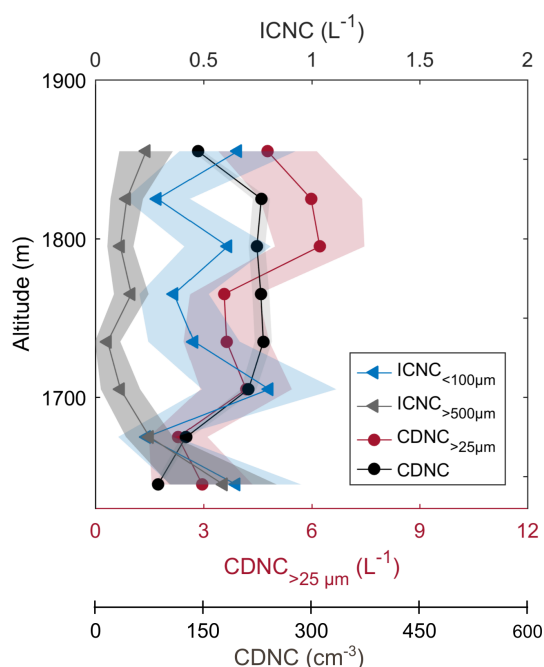 ICNC (L⁻¹)
0 0.5 1 1.5 2
1900
1800
1700
Altitude (m)
ICNC<100μm
ICNC>500μm
CDNC>25μm
CDNC
0 3 6 9 12
CDNC>25 μm (L⁻¹)
0 150 300 450 600
CDNC (cm⁻³)